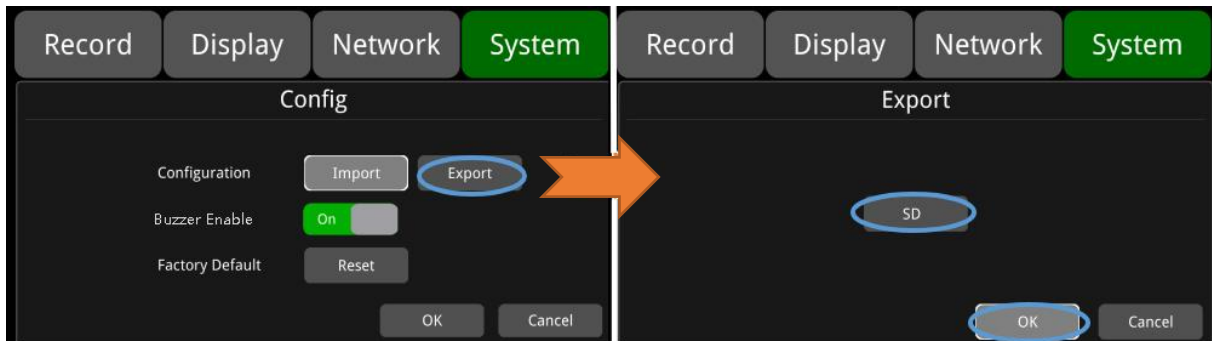 Record Display Network System
Config
Configuration Import Export
Buzzer Enable On
Factory Default Reset
OK Cancel
Record Display Network System
Export
SD
OK Cancel